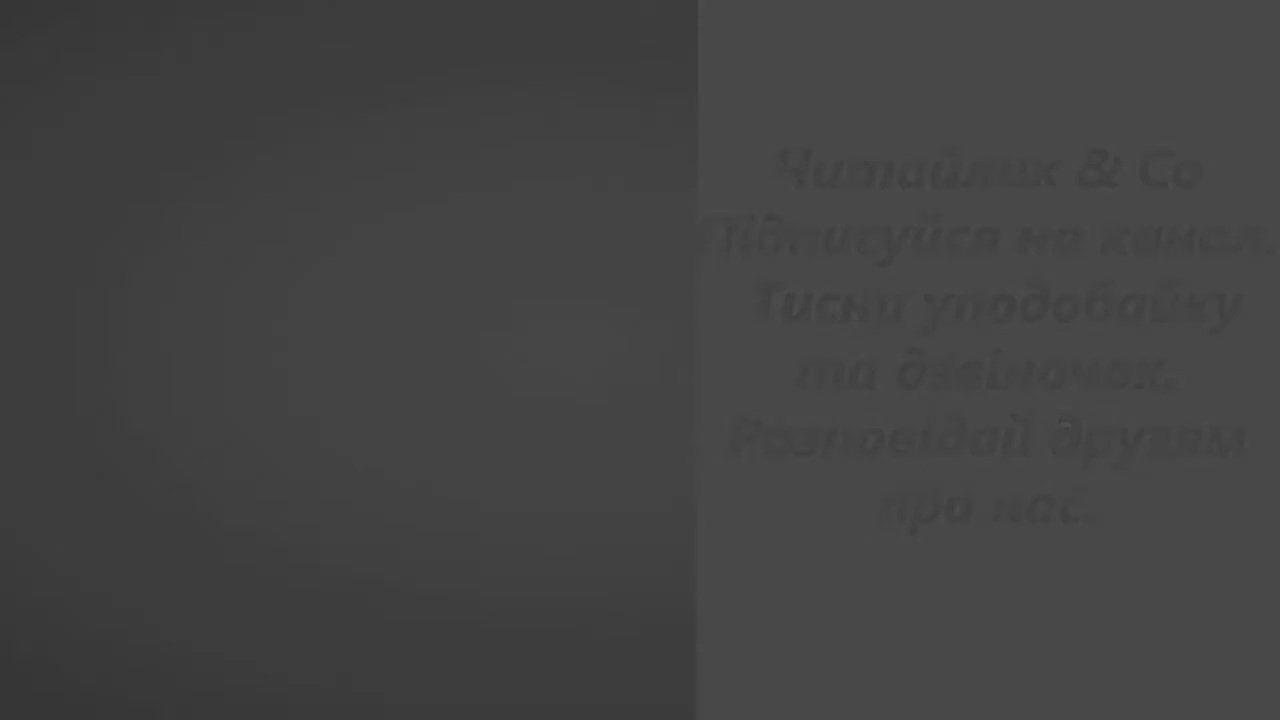 Читайлик & Co
Підписуйся на канал.
Тисни уподобайку
та дзвіночок.
Розповідай друзям
про нас.